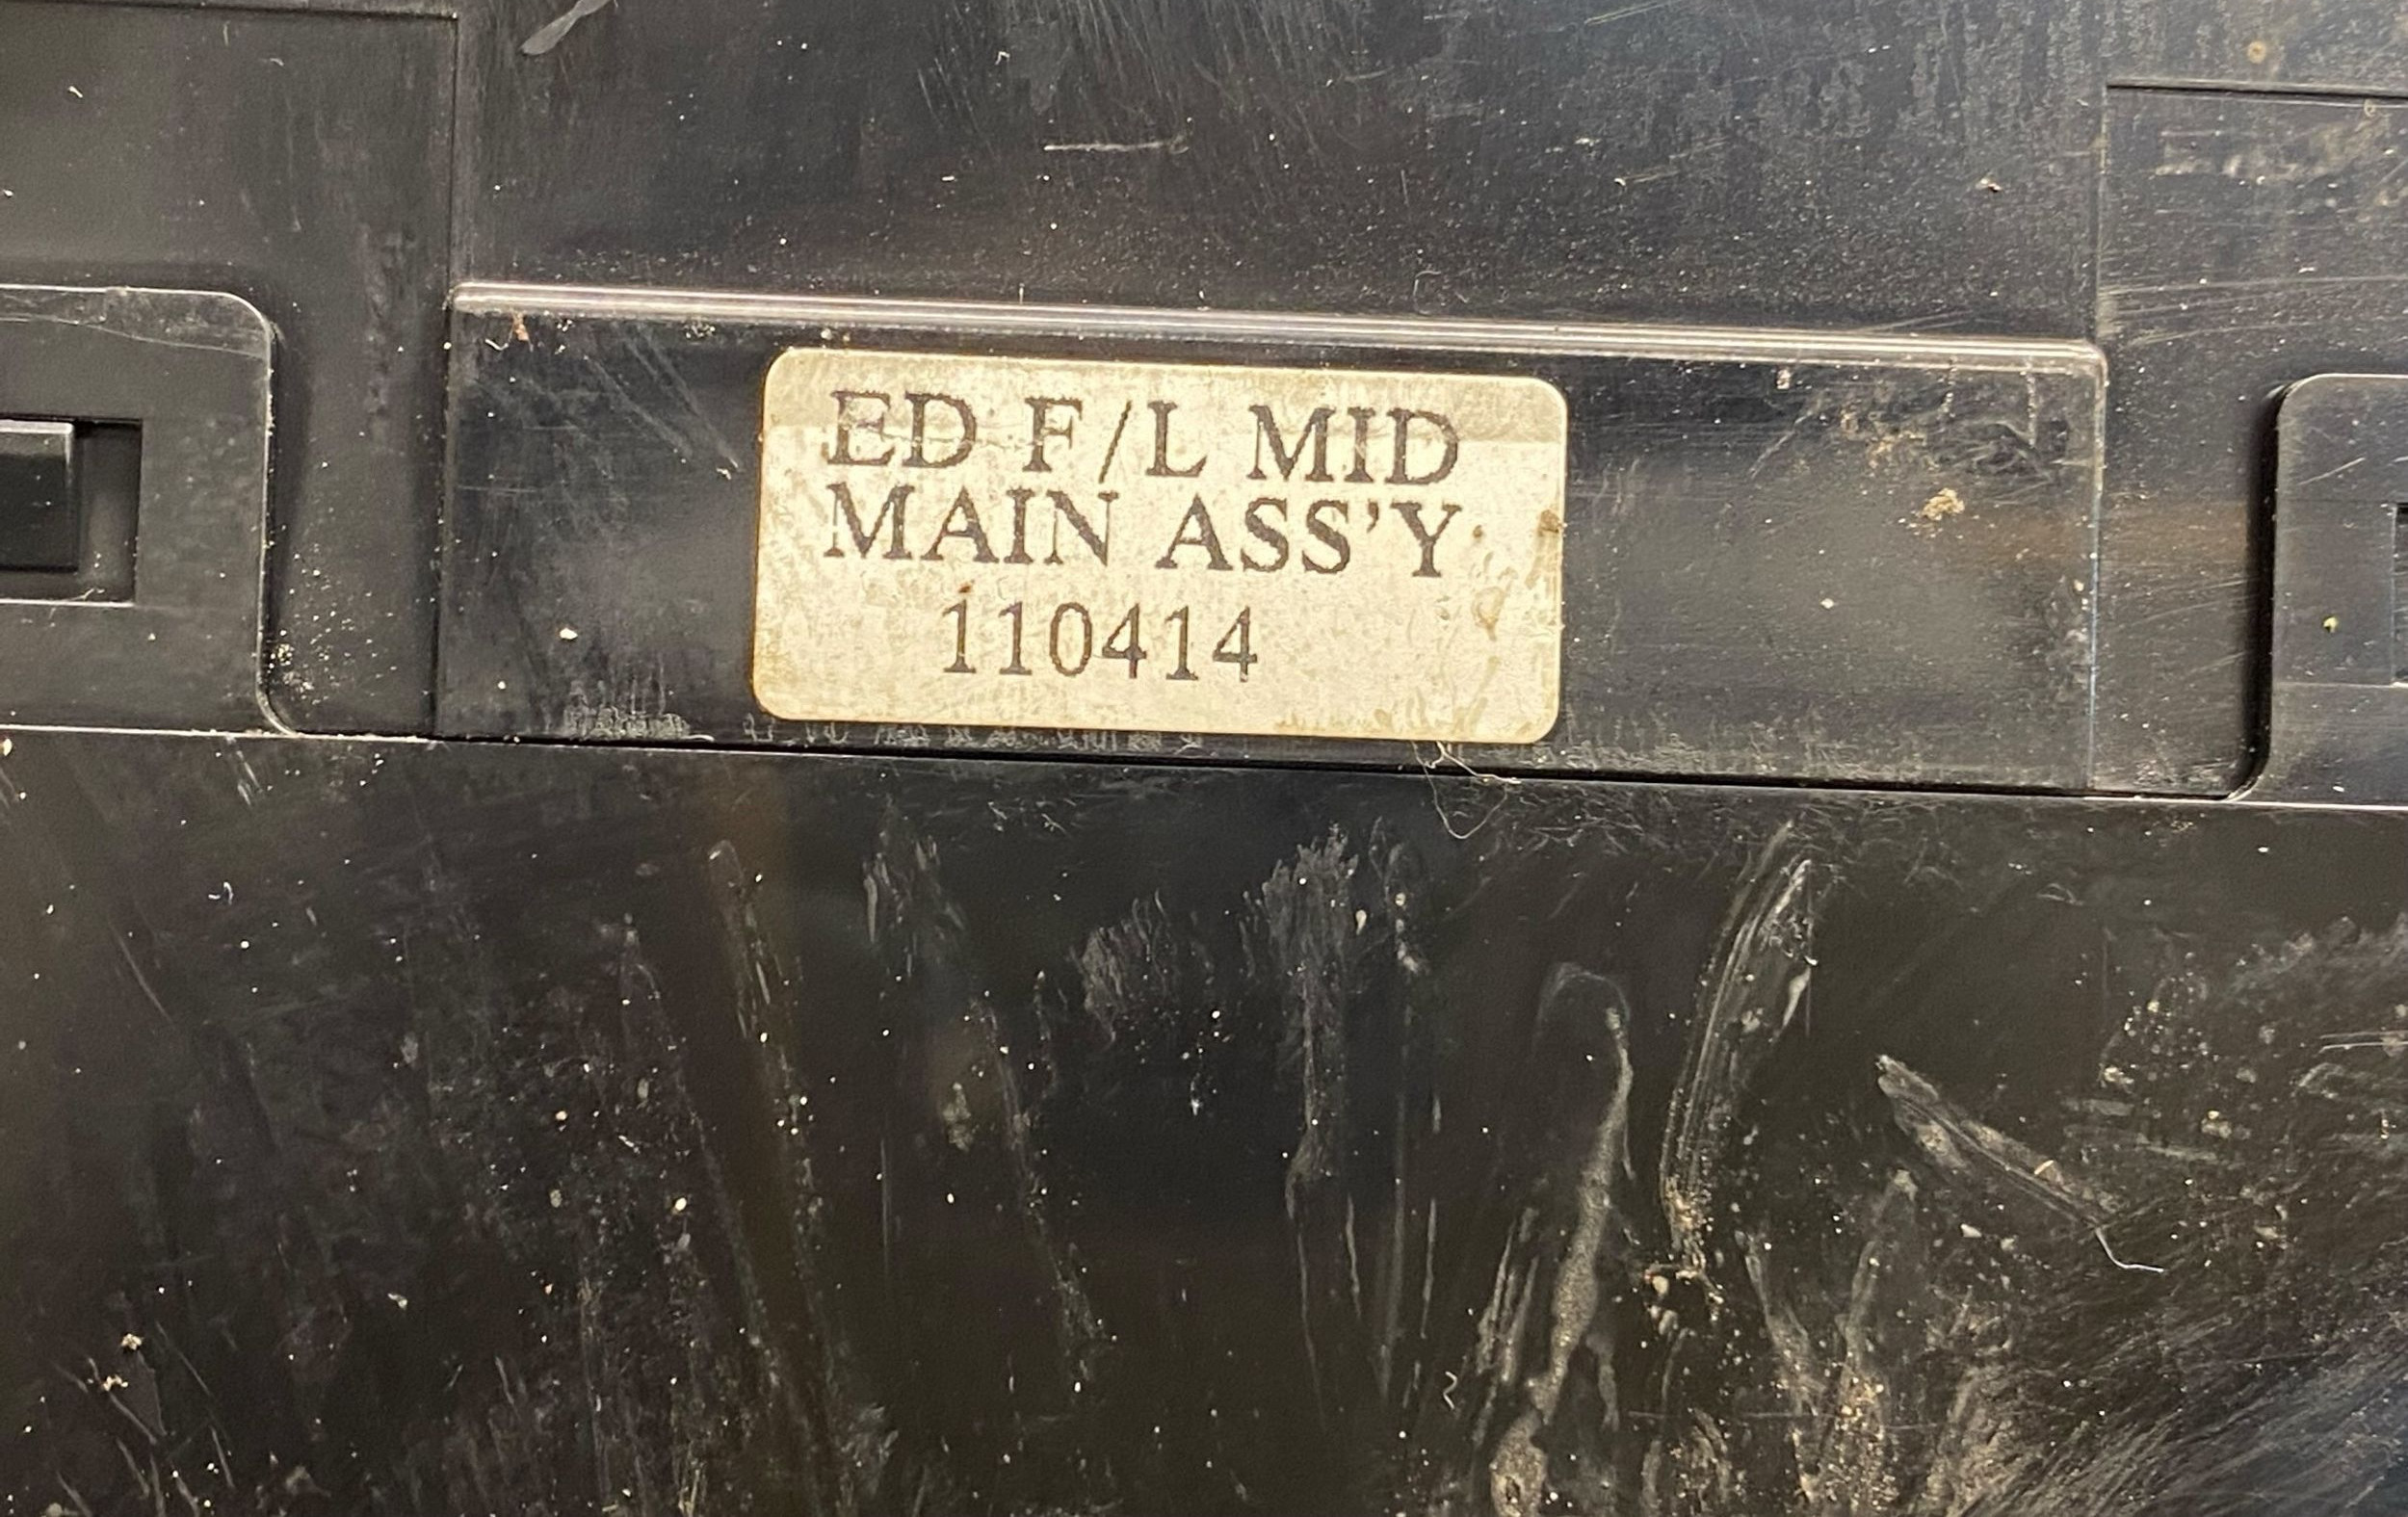 ED F/L MID
MAIN ASS'Y
110414